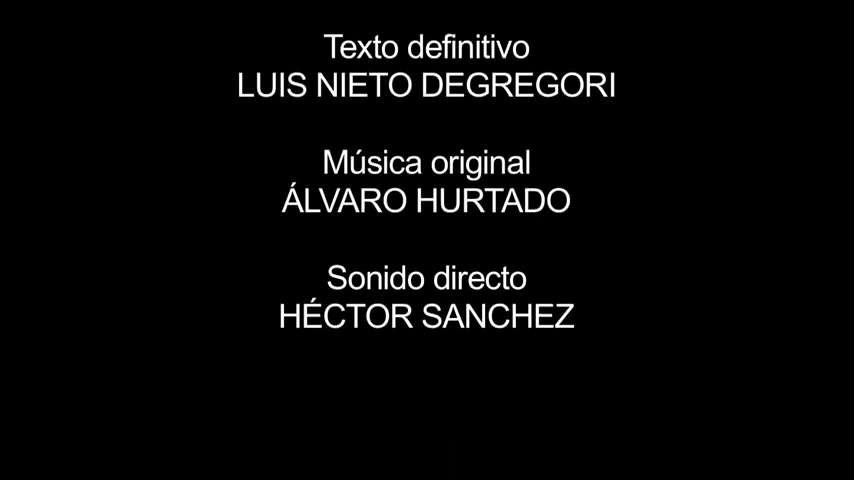 Texto definitivo
LUIS NIETO DEGREGORI
Música original
ÁLVARO HURTADO
Sonido directo
HÉCTOR SANCHEZ